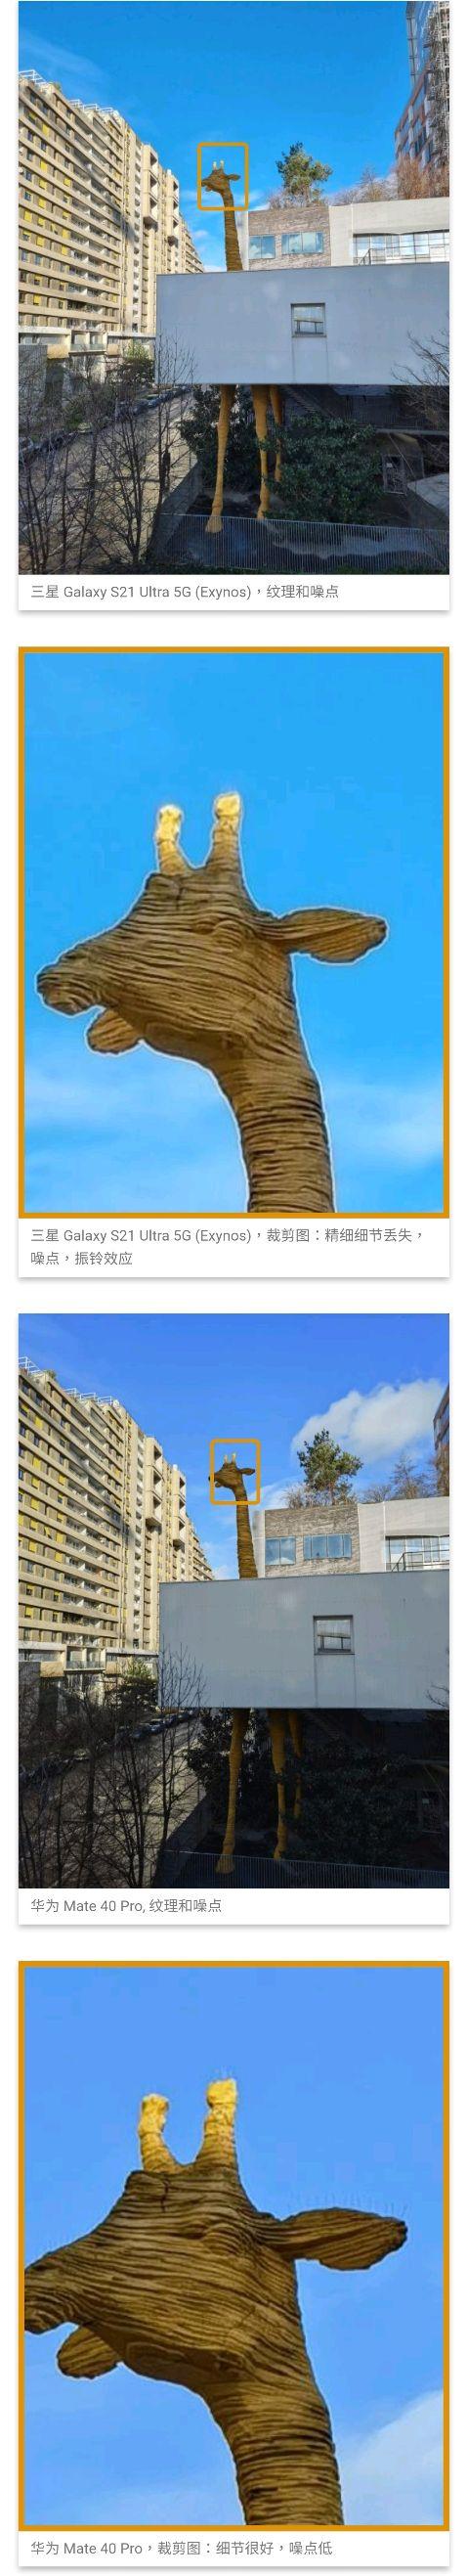 三星 Galaxy S21 Ultra 5G (Exynos)，纹理和噪点
三星 Galaxy S21 Ultra 5G (Exynos)，裁剪图：精细细节丢失，
噪点，振铃效应
华为 Mate 40 Pro, 纹理和噪点
华为 Mate 40 Pro，裁剪图：细节很好，噪点低